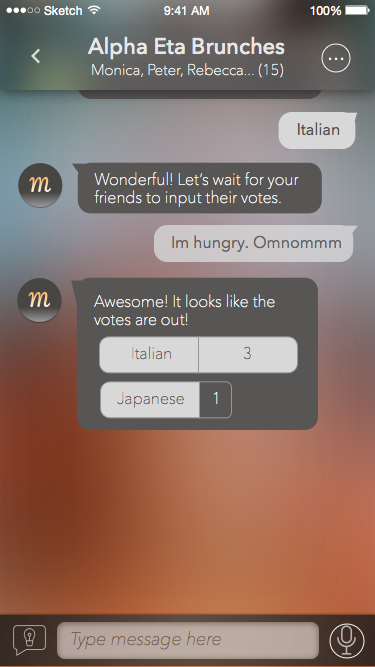 Sketch 9:41 AM 100%
Alpha Eta Brunches
Monica, Peter, Rebecca... (15)
Italian
m
Wonderful! Let's wait for your
friends to input their votes.
Im hungry. Omnommm
m
Awesome! It looks like the
votes are out!
Italian 3
Japanese 1
Type message here